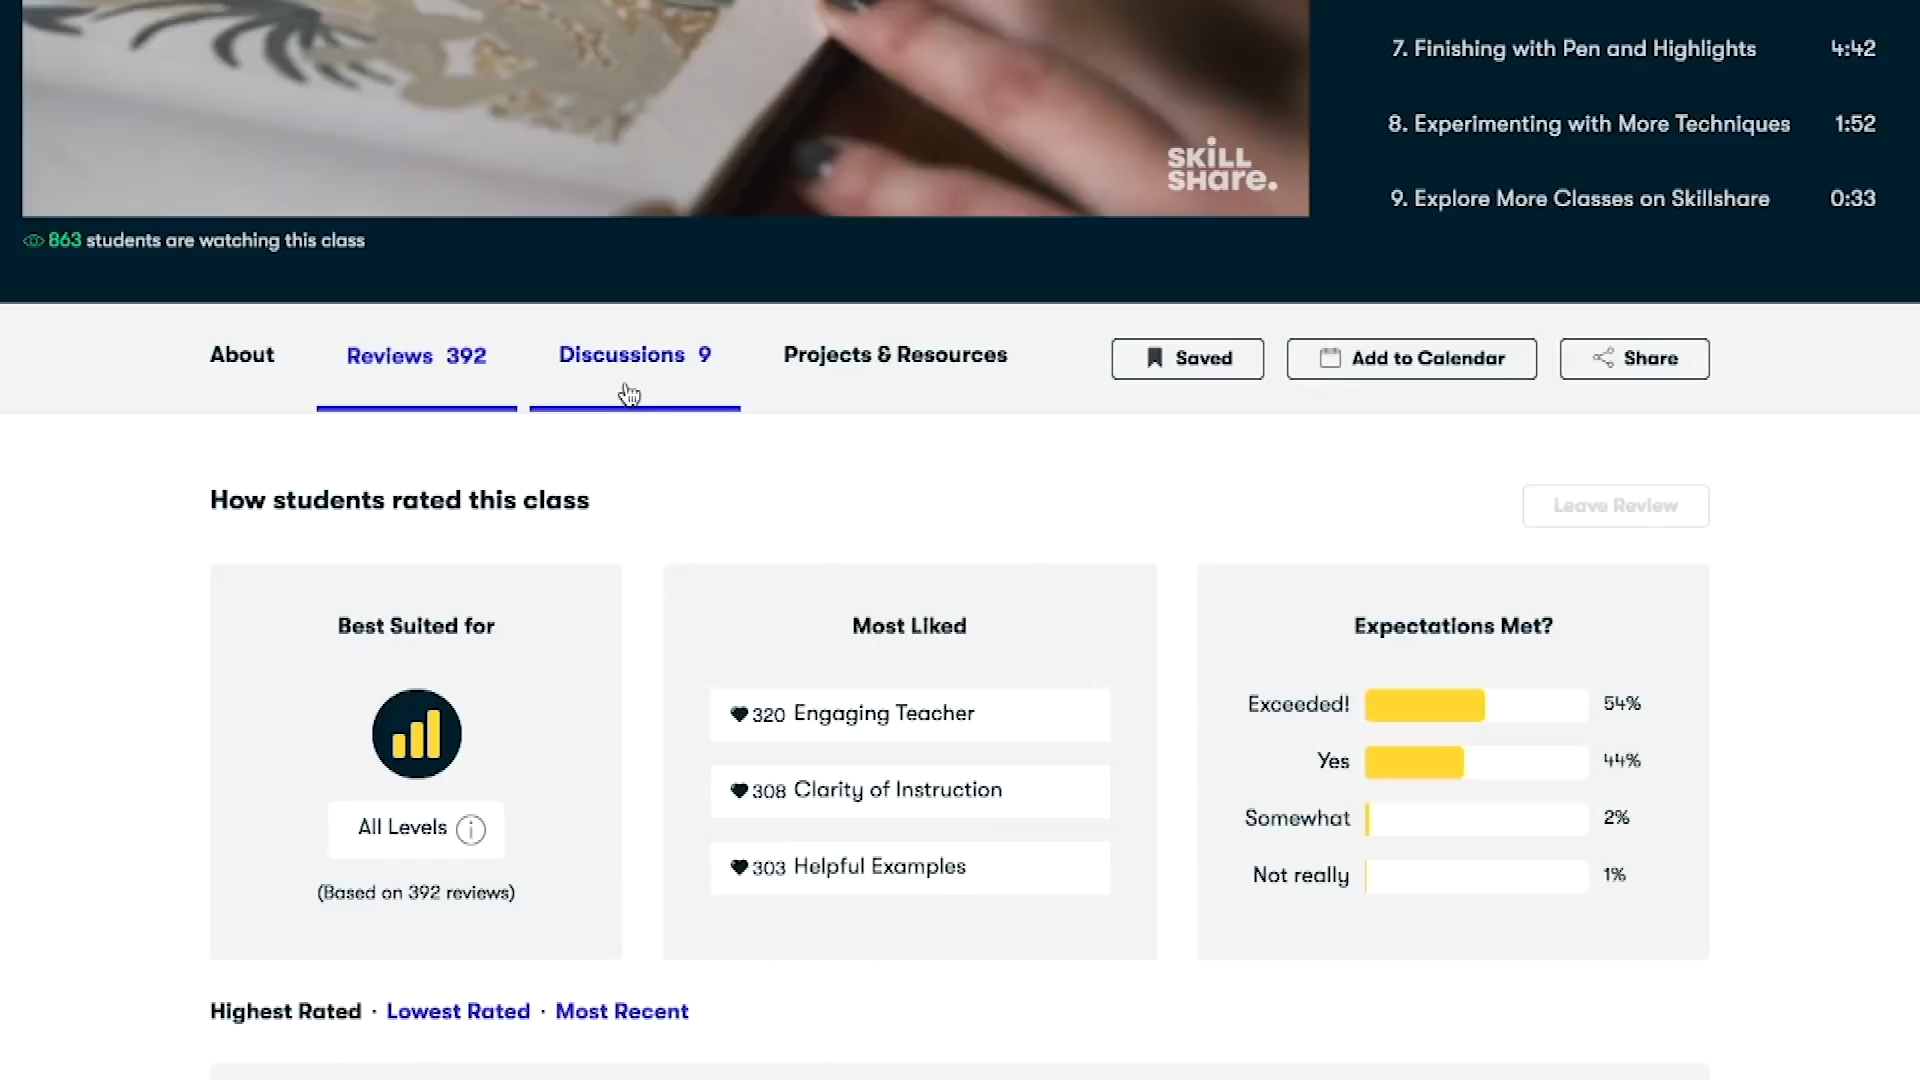 7. Finishing with Pen and Highlights 4:42
8. Experimenting with More Techniques 1:52
9. Explore More Classes on Skillshare 0:33
SKILL
SHare.
863 students are watching this class
About Reviews 392 Discussions 9 Projects & Resources Saved Add to Calendar Share
How students rated this class
Leave Review
Best Suited for
All Levels
(Based on 392 reviews)
Most Liked
320 Engaging Teacher
308 Clarity of Instruction
303 Helpful Examples
Expectations Met?
Exceeded! 54%
Yes 44%
Somewhat 2%
Not really 1%
Highest Rated · Lowest Rated · Most Recent